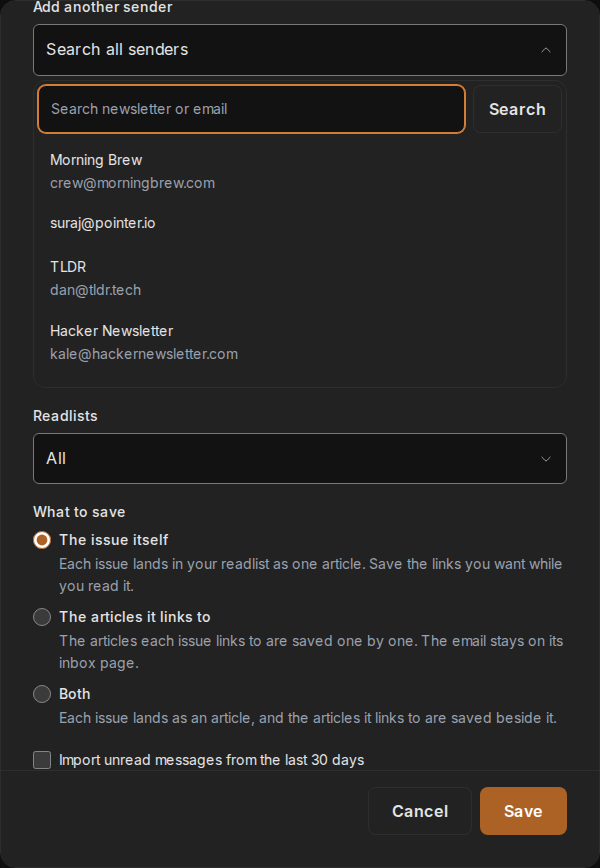 Add another sender
Search all senders
Search newsletter or email
Search
Morning Brew
crew@morningbrew.com
suraj@pointer.io
TLDR
dan@tldr.tech
Hacker Newsletter
kale@hackernewsletter.com
Readlists
All
What to save
The issue itself
Each issue lands in your readlist as one article. Save the links you want while
you read it.
The articles it links to
The articles each issue links to are saved one by one. The email stays on its
inbox page.
Both
Each issue lands as an article, and the articles it links to are saved beside it.
Import unread messages from the last 30 days
Cancel
Save